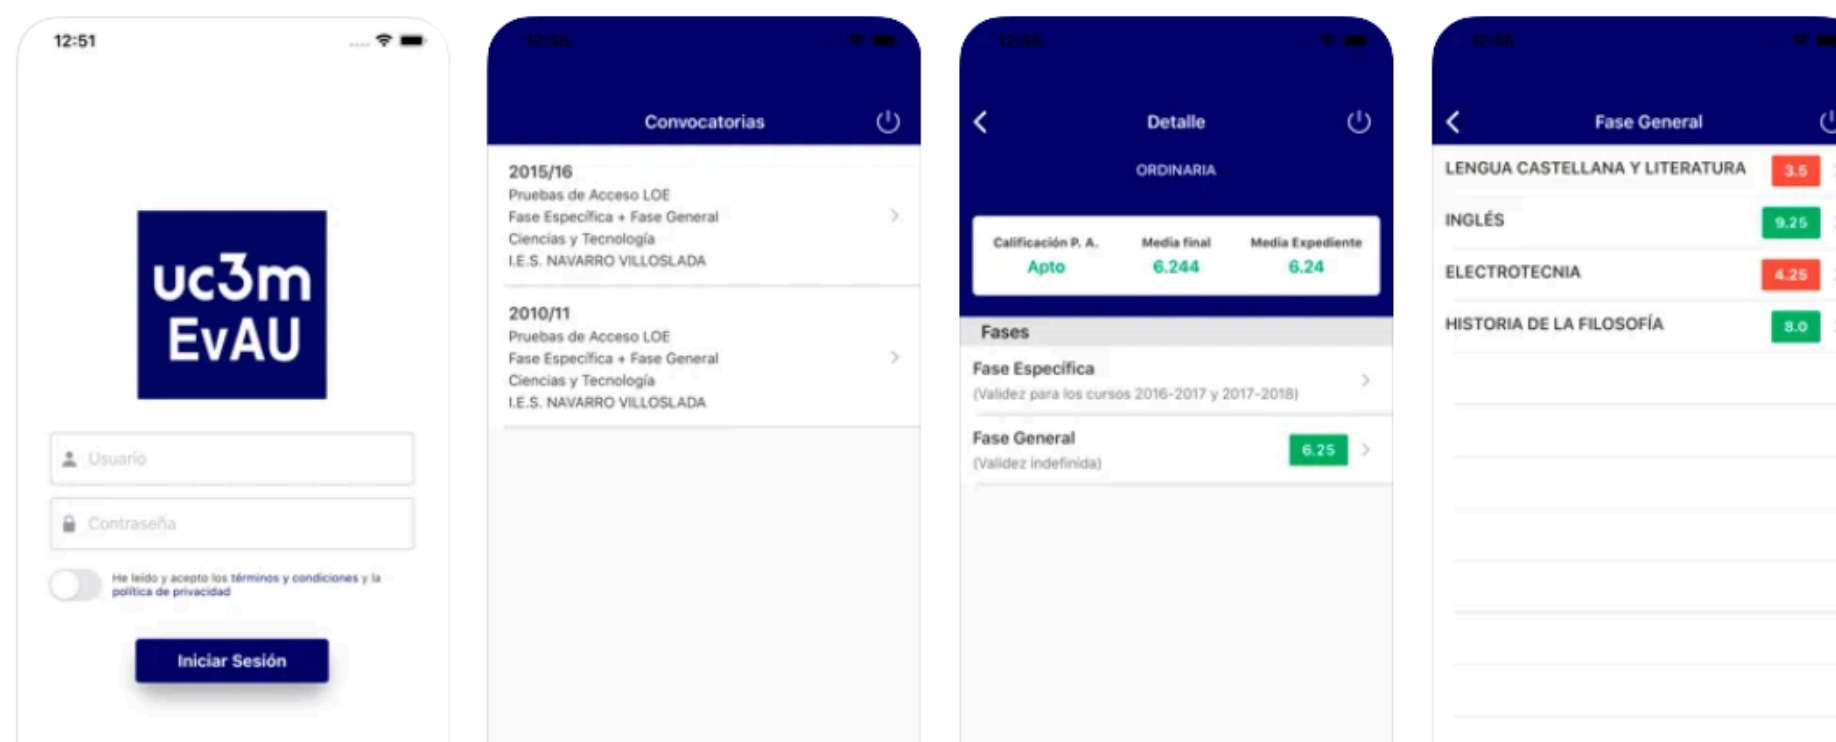 12:51
uc3m
EvAU
Usuario
Contraseña
He leído y acepto los términos y condiciones y la
política de privacidad
Iniciar Sesión
Convocatorias
2015/16
Pruebas de Acceso LOE
Fase Específica + Fase General
Ciencias y Tecnología
I.E.S. NAVARRO VILLOSLADA
2010/11
Pruebas de Acceso LOE
Fase Específica + Fase General
Ciencias y Tecnología
I.E.S. NAVARRO VILLOSLADA
Detalle
ORDINARIA
Calificación P. A. Media final Media Expediente
Apto 6.244 6.24
Fases
Fase Específica
(Validez para los cursos 2016-2017 y 2017-2018)
Fase General
6.25
(Validez indefinida)
Fase General
LENGUA CASTELLANA Y LITERATURA 3.5
INGLÉS 9.25
ELECTROTECNIA 4.25
HISTORIA DE LA FILOSOFÍA 8.0